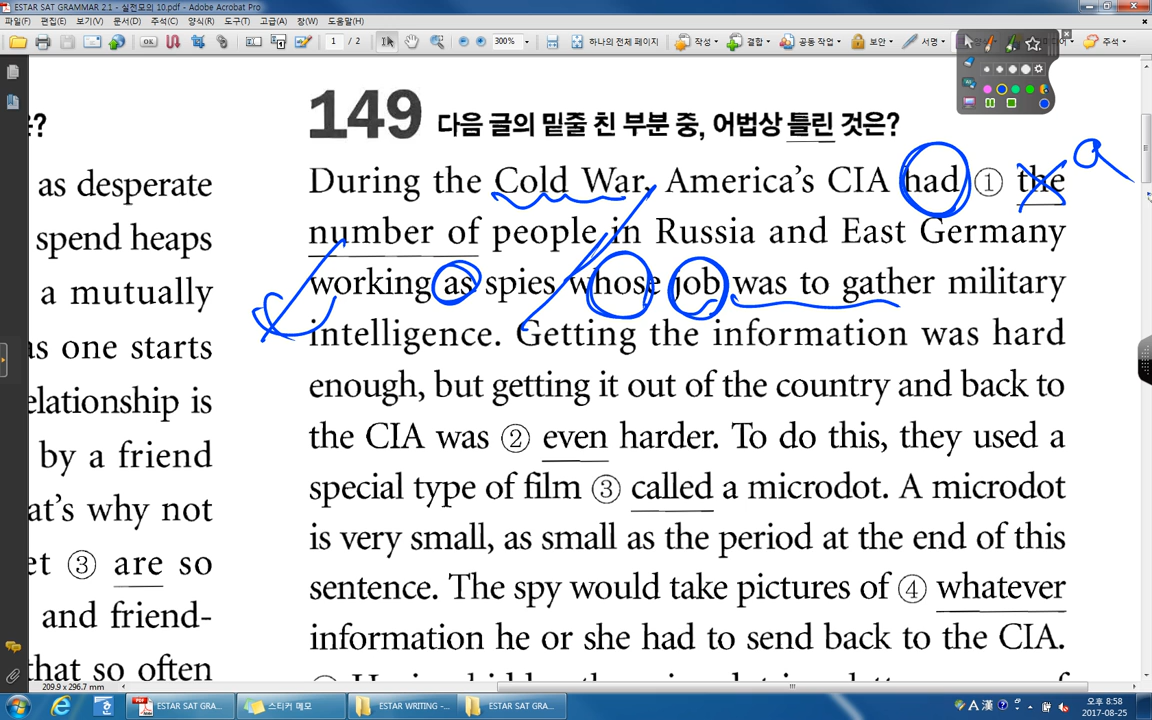 ESTAR SAT GRAMMAR 2.1 - 실전모의 10.pdf - Adobe Acrobat Pro
파일(F) 편집(E) 보기(V) 문서(D) 주석(C) 양식(R) 도구(T) 고급(A) 창(W) 도움말(H)
1 / 2 300% 하나의 전체 페이지 작성 결합 공동 작업 보안 서명 주석
?
as desperate
spend heaps
a mutually
as one starts
elationship is
by a friend
at's why not
et ③ are so
and friend-
that so often
149 다음 글의 밑줄 친 부분 중, 어법상 틀린 것은?
During the Cold War, America's CIA had ① the a
number of people in Russia and East Germany
working as spies whose job was to gather military
intelligence. Getting the information was hard
enough, but getting it out of the country and back to
the CIA was ② even harder. To do this, they used a
special type of film ③ called a microdot. A microdot
is very small, as small as the period at the end of this
sentence. The spy would take pictures of ④ whatever
information he or she had to send back to the CIA.
209.9 x 296.7 mm
ESTAR SAT GRA... 스티커 메모 ESTAR WRITING -... ESTAR SAT GRA...
A 漢
오후 8:58
2017-08-25